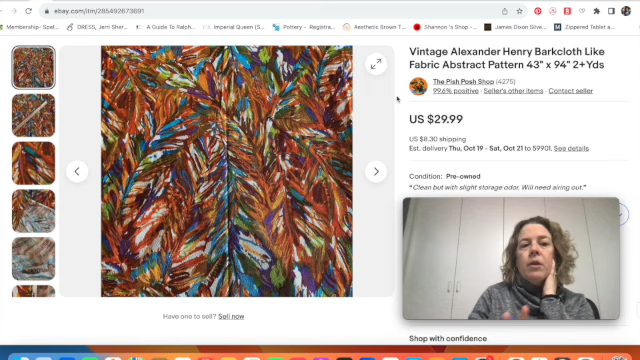 ebay.com/itm/285492673691
Membership- Spel...
DRESS, Jerri Sher...
A Guide To Ralph...
Imperial Queen (S...
Pottery - Registra...
Aesthetic Brown T...
Shannon 's Shop -...
James Dixon Silve...
Zippered Tablet a...
Vintage Alexander Henry Barkcloth Like
Fabric Abstract Pattern 43" x 94" 2+Yds
The Pish Posh Shop (4275)
99.6% positive · Seller's other items · Contact seller
US $29.99
US $8.30 shipping
Est. delivery Thu, Oct 19 - Sat, Oct 21 to 59901. See details
Condition: Pre-owned
"Clean but with slight storage odor. Will need airing out."
Have one to sell? Sell now
Shop with confidence